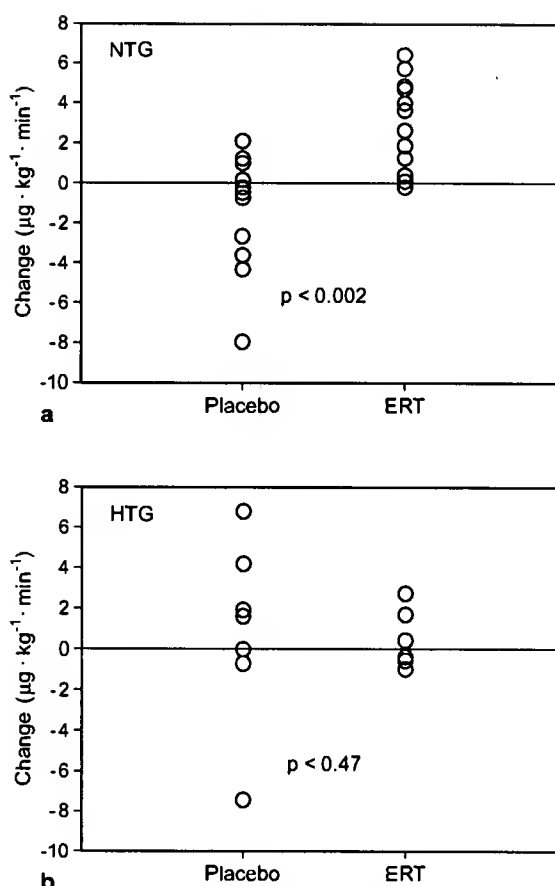 8
NTG
6
4
2
0
-2
-4
-6
-8
-10
Change (µg · kg⁻¹ · min⁻¹)
p < 0.002
Placebo ERT
a
8
HTG
6
4
2
0
-2
-4
-6
-8
-10
Change (µg · kg⁻¹ · min⁻¹)
p < 0.47
Placebo ERT
b